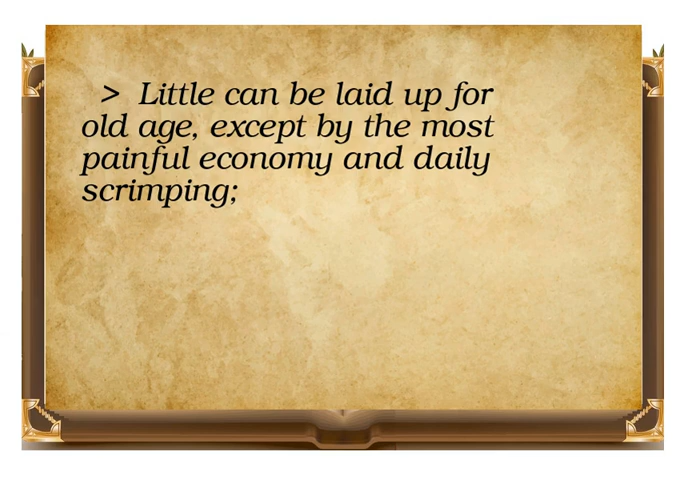 > Little can be laid up for
old age, except by the most
painful economy and daily
scrimping;